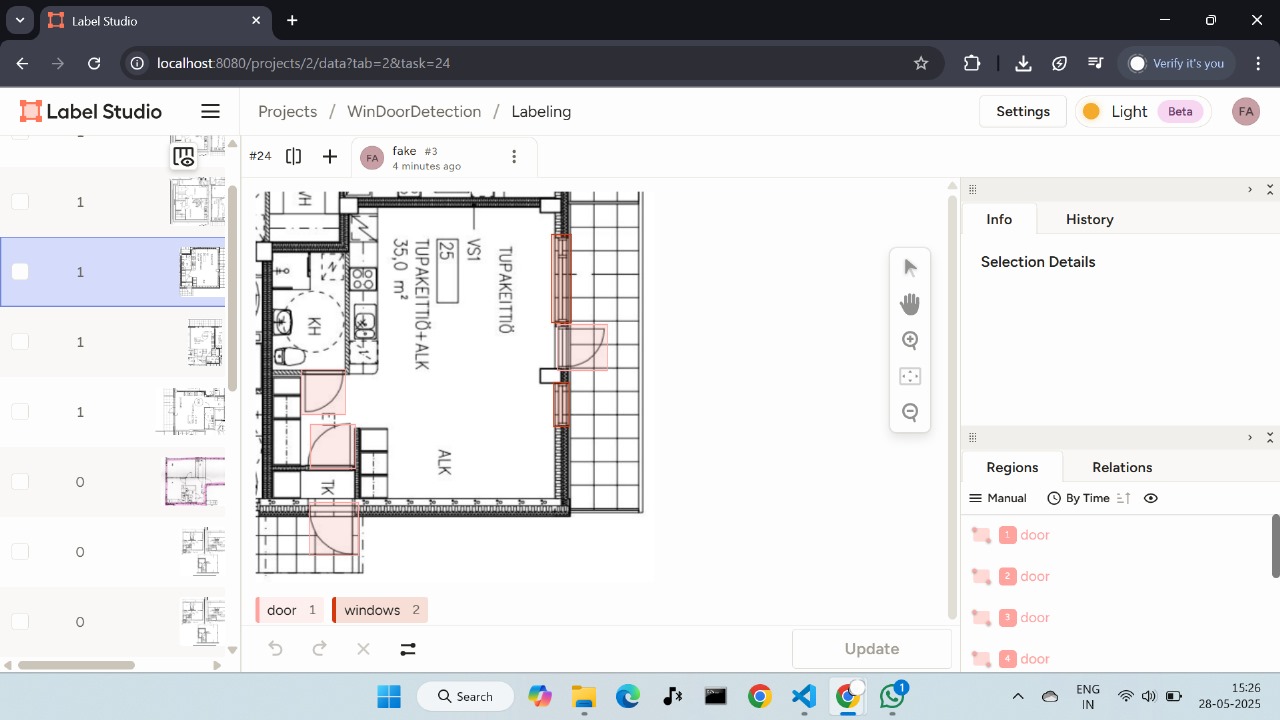 Label Studio
localhost:8080/projects/2/data?tab=2&task=24
Verify it's you
Label Studio
Projects / WinDoorDetection / Labeling
Settings
Light Beta
FA
#24
FA
fake #3
4 minutes ago
1
1
1
1
0
0
0
KH
VS1
TUPAKEITTIÖ
25
TUPAKEITTIÖ+ALK
35,0 m²
KH
ALK
TK
door 1
windows 2
Update
Info
History
Selection Details
Regions
Relations
Manual
By Time
1 door
2 door
3 door
4 door
Search
1
ENG
IN
15:26
28-05-2025